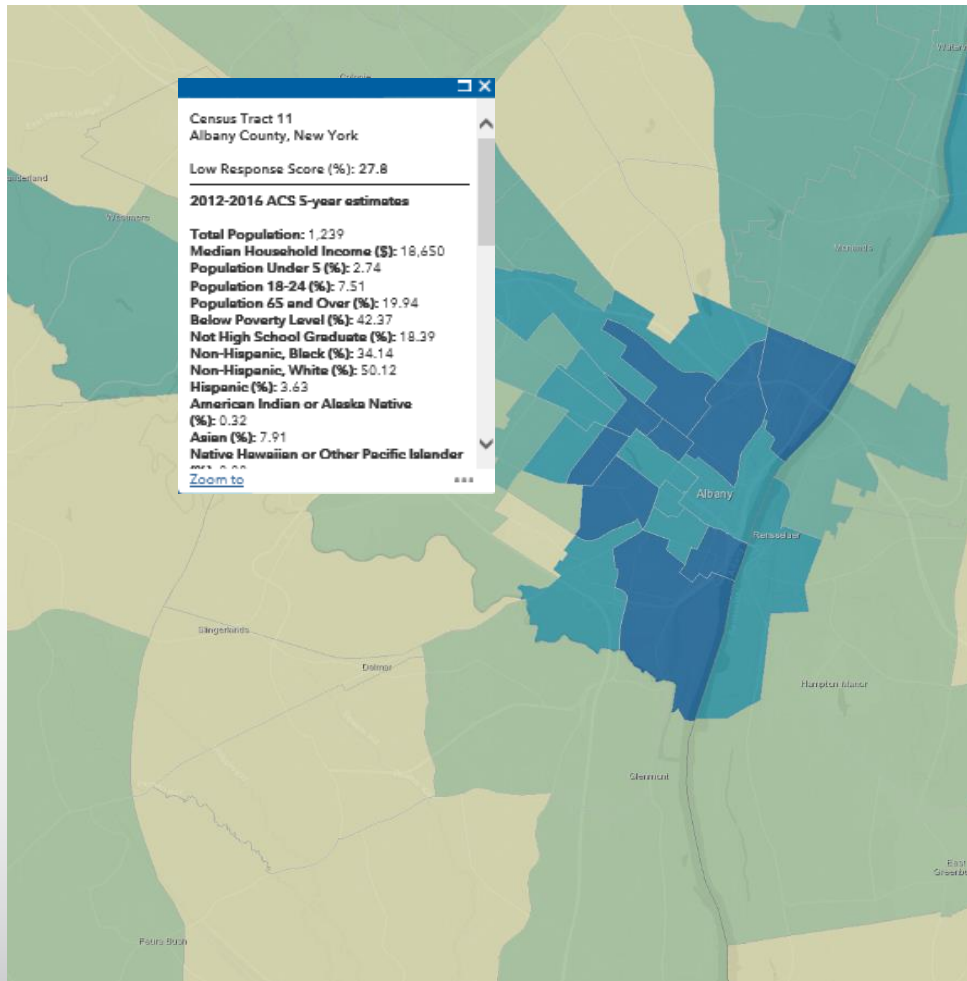 Colonie
Census Tract 11
Albany County, New York
Low Response Score (%): 27.8
2012-2016 ACS 5-year estimates
Total Population: 1,239
Median Household Income ($): 18,650
Population Under 5 (%): 2.74
Population 18-24 (%): 7.51
Population 65 and Over (%): 19.94
Below Poverty Level (%): 42.37
Not High School Graduate (%): 18.39
Non-Hispanic, Black (%): 34.14
Non-Hispanic, White (%): 50.12
Hispanic (%): 3.63
American Indian or Alaska Native
(%): 0.32
Asian (%): 7.91
Native Hawaiian or Other Pacific Islander
Zoom to
Westmere
Menands
Albany
Rensselaer
Slingerlands
Delmar
Hampton Manor
Glenmont
East
Feura Bush